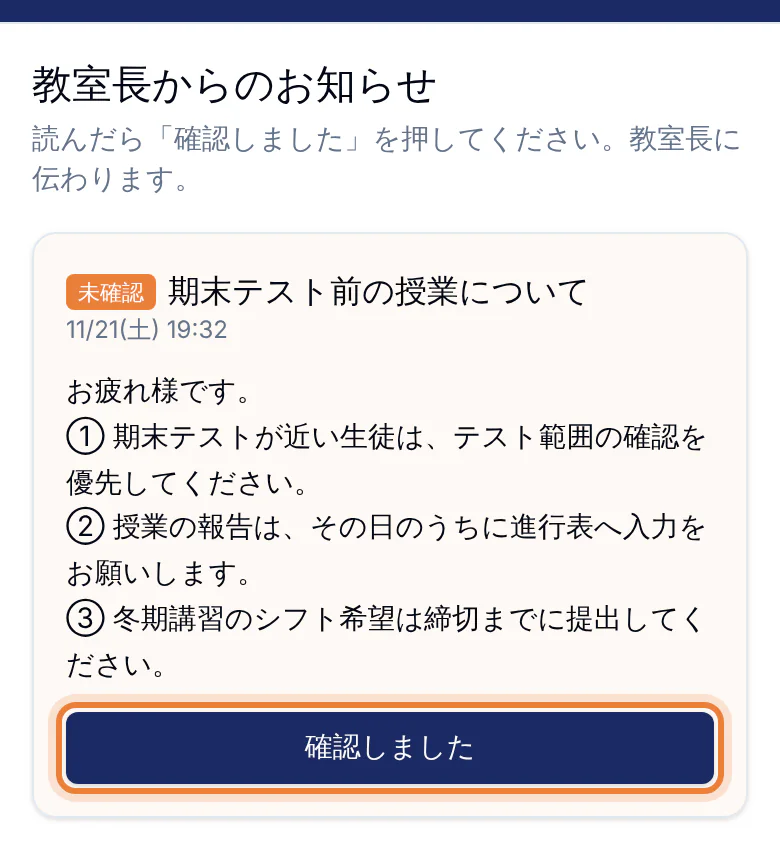 教室長からのお知らせ
読んだら「確認しました」を押してください。教室長に
伝わります。
未確認 期末テスト前の授業について
11/21(土) 19:32
お疲れ様です。
① 期末テストが近い生徒は、テスト範囲の確認を
優先してください。
② 授業の報告は、その日のうちに進行表へ入力を
お願いします。
③ 冬期講習のシフト希望は締切までに提出してく
ださい。
確認しました